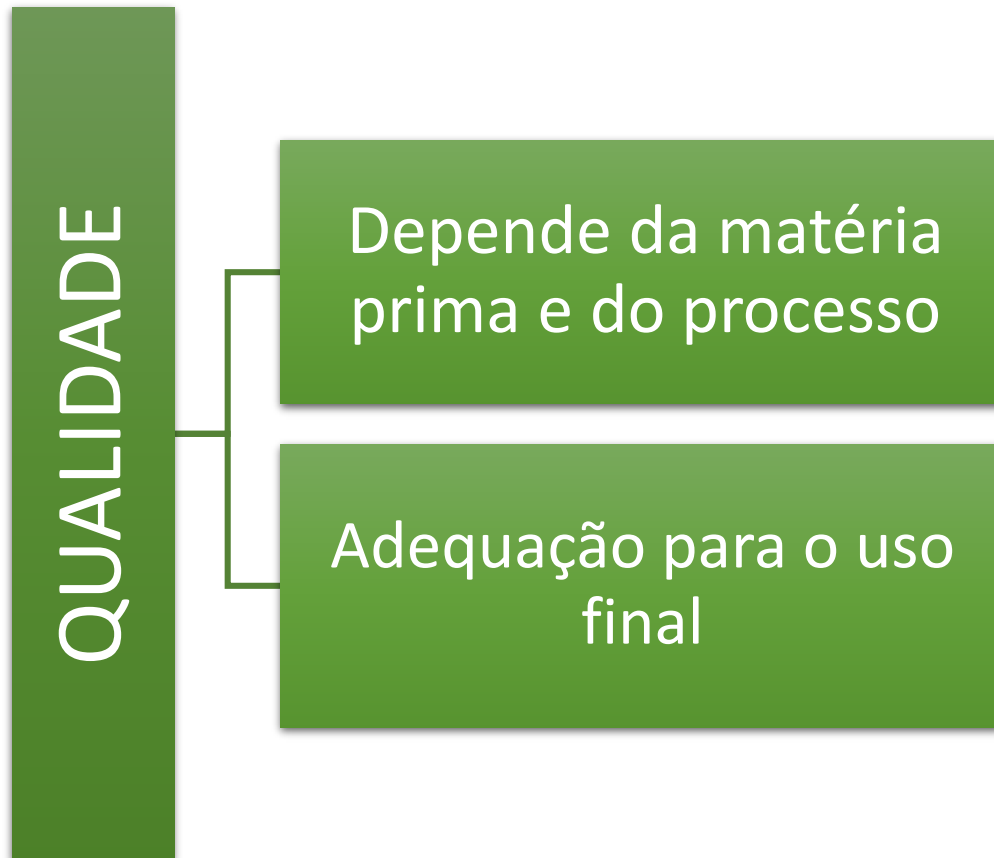 QUALIDADE
Depende da matéria
prima e do processo
Adequação para o uso
final